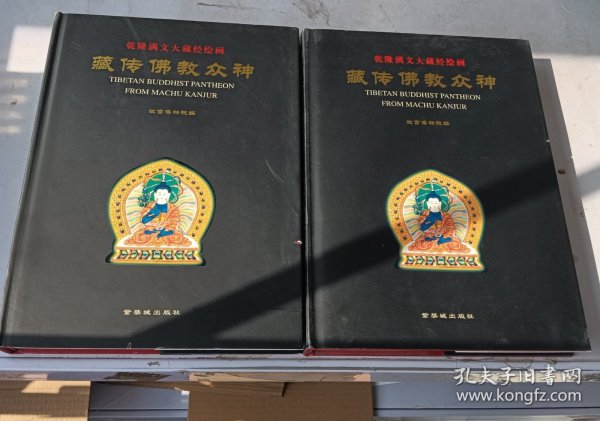 乾隆满文大藏经绘画
藏传佛教众神
TIBETAN BUDDHIST PANTHEON
FROM MACHU KANJUR
故宫博物院编
紫禁城出版社
乾隆满文大藏经绘画
藏传佛教众神
TIBETAN BUDDHIST PANTHEON
FROM MACHU KANJUR
故宫博物院编
紫禁城出版社
孔夫子旧书网
www.kongfz.com